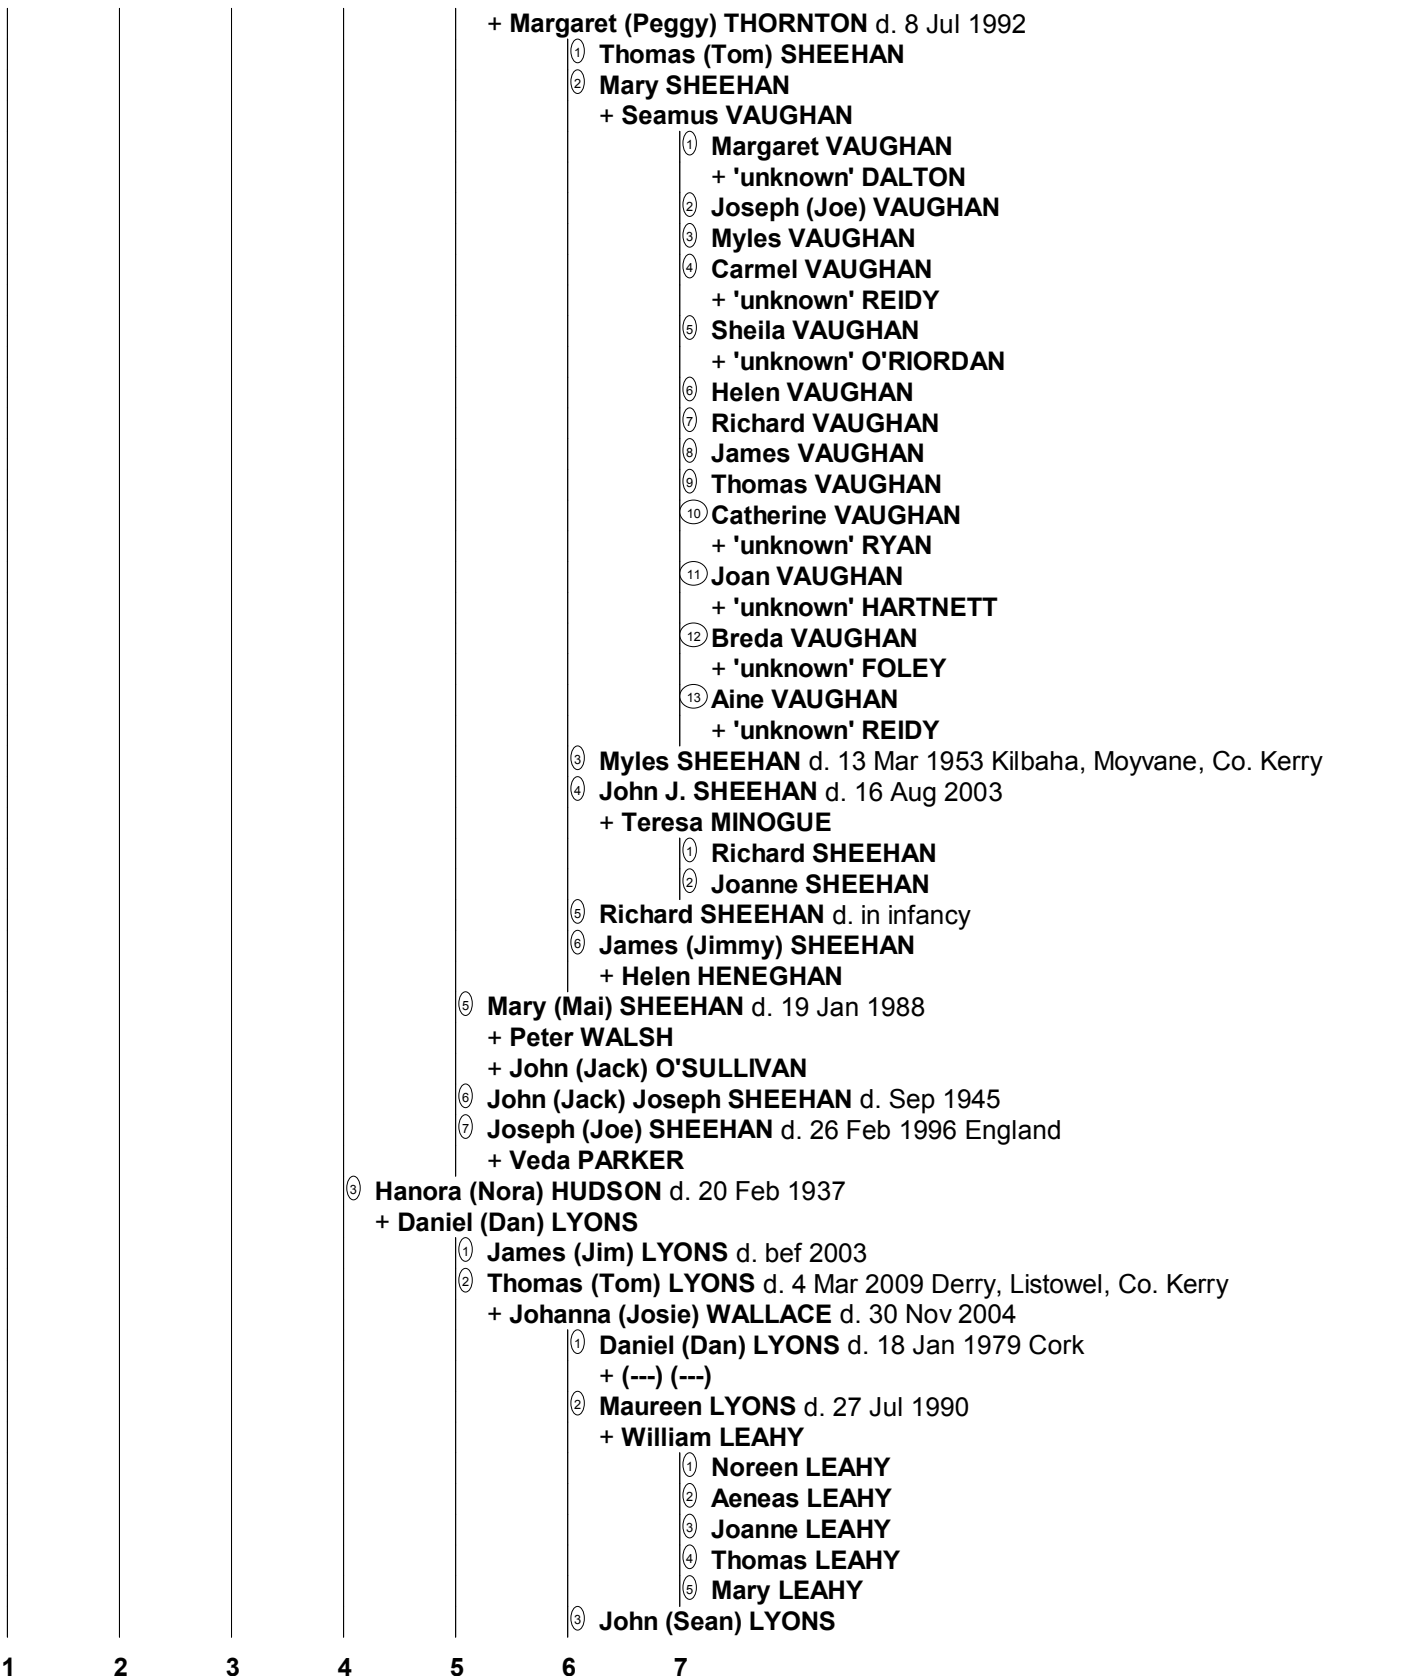 + Margaret (Peggy) THORNTON d. 8 Jul 1992
1 Thomas (Tom) SHEEHAN
2 Mary SHEEHAN
+ Seamus VAUGHAN
1 Margaret VAUGHAN
+ 'unknown' DALTON
2 Joseph (Joe) VAUGHAN
3 Myles VAUGHAN
4 Carmel VAUGHAN
+ 'unknown' REIDY
5 Sheila VAUGHAN
+ 'unknown' O'RIORDAN
6 Helen VAUGHAN
7 Richard VAUGHAN
8 James VAUGHAN
9 Thomas VAUGHAN
10 Catherine VAUGHAN
+ 'unknown' RYAN
11 Joan VAUGHAN
+ 'unknown' HARTNETT
12 Breda VAUGHAN
+ 'unknown' FOLEY
13 Aine VAUGHAN
+ 'unknown' REIDY
3 Myles SHEEHAN d. 13 Mar 1953 Kilbaha, Moyvane, Co. Kerry
4 John J. SHEEHAN d. 16 Aug 2003
+ Teresa MINOGUE
1 Richard SHEEHAN
2 Joanne SHEEHAN
5 Richard SHEEHAN d. in infancy
6 James (Jimmy) SHEEHAN
+ Helen HENEGHAN
5 Mary (Mai) SHEEHAN d. 19 Jan 1988
+ Peter WALSH
+ John (Jack) O'SULLIVAN
6 John (Jack) Joseph SHEEHAN d. Sep 1945
7 Joseph (Joe) SHEEHAN d. 26 Feb 1996 England
+ Veda PARKER
3 Hanora (Nora) HUDSON d. 20 Feb 1937
+ Daniel (Dan) LYONS
1 James (Jim) LYONS d. bef 2003
2 Thomas (Tom) LYONS d. 4 Mar 2009 Derry, Listowel, Co. Kerry
+ Johanna (Josie) WALLACE d. 30 Nov 2004
1 Daniel (Dan) LYONS d. 18 Jan 1979 Cork
+ (---) (---)
2 Maureen LYONS d. 27 Jul 1990
+ William LEAHY
1 Noreen LEAHY
2 Aeneas LEAHY
3 Joanne LEAHY
4 Thomas LEAHY
5 Mary LEAHY
3 John (Sean) LYONS
1 2 3 4 5 6 7